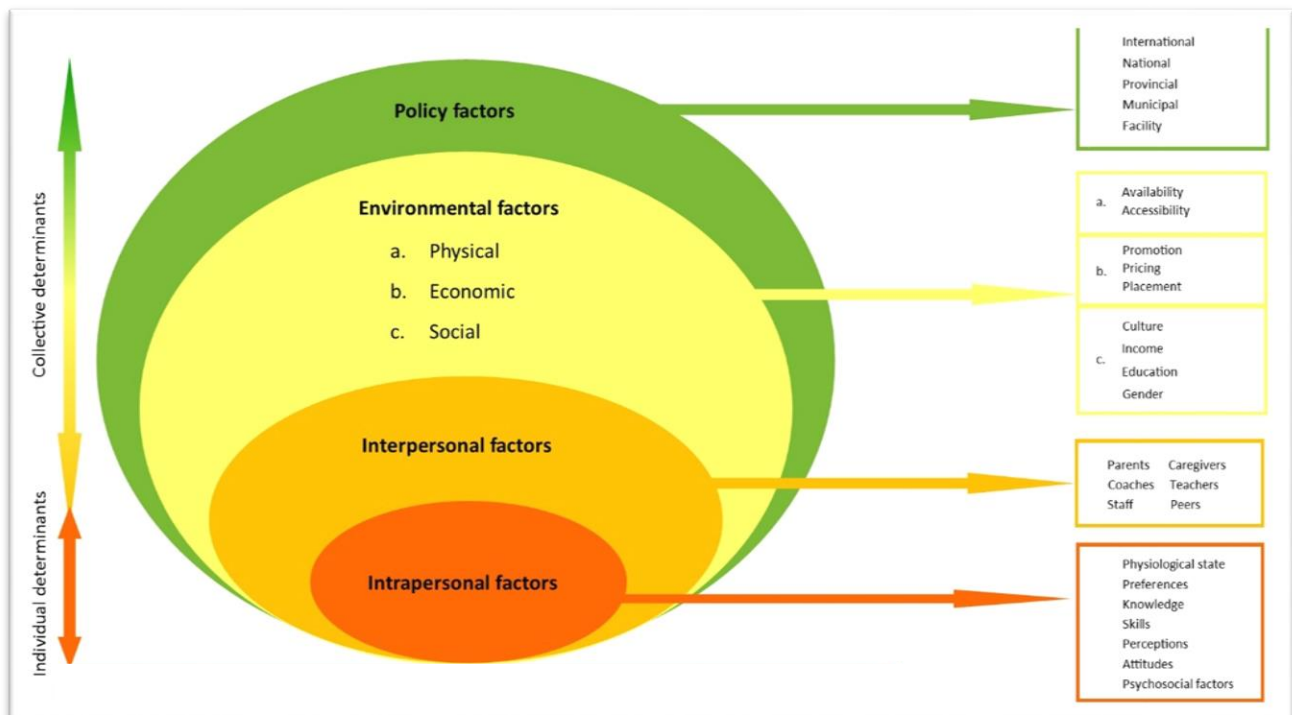 Collective determinants
Individual determinants
Policy factors
Environmental factors
a. Physical
b. Economic
c. Social
Interpersonal factors
Intrapersonal factors
International
National
Provincial
Municipal
Facility
a.
Availability
Accessibility
b.
Promotion
Pricing
Placement
c.
Culture
Income
Education
Gender
Parents Caregivers
Coaches Teachers
Staff Peers
Physiological state
Preferences
Knowledge
Skills
Perceptions
Attitudes
Psychosocial factors